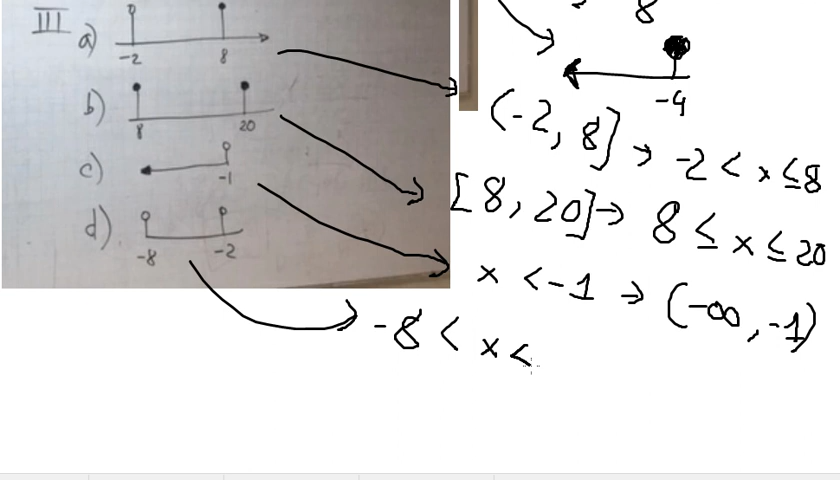 III
a) -2 8
b) 8 20
c) -1
d) -8 -2
8
-4
(-2, 8] → -2 < x ≤ 8
[8, 20] → 8 ≤ x ≤ 20
x < -1 → (-∞, -1)
-8 < x <